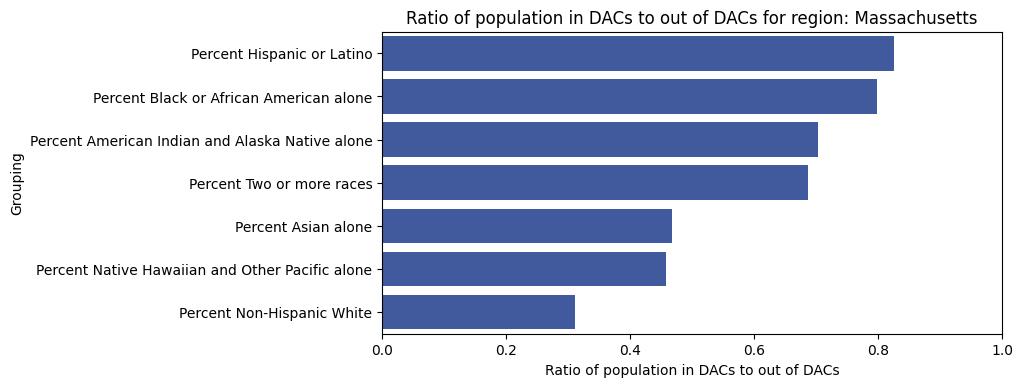 Ratio of population in DACs to out of DACs for region: Massachusetts
Grouping
Percent Hispanic or Latino
Percent Black or African American alone
Percent American Indian and Alaska Native alone
Percent Two or more races
Percent Asian alone
Percent Native Hawaiian and Other Pacific alone
Percent Non-Hispanic White
0.0 0.2 0.4 0.6 0.8 1.0
Ratio of population in DACs to out of DACs